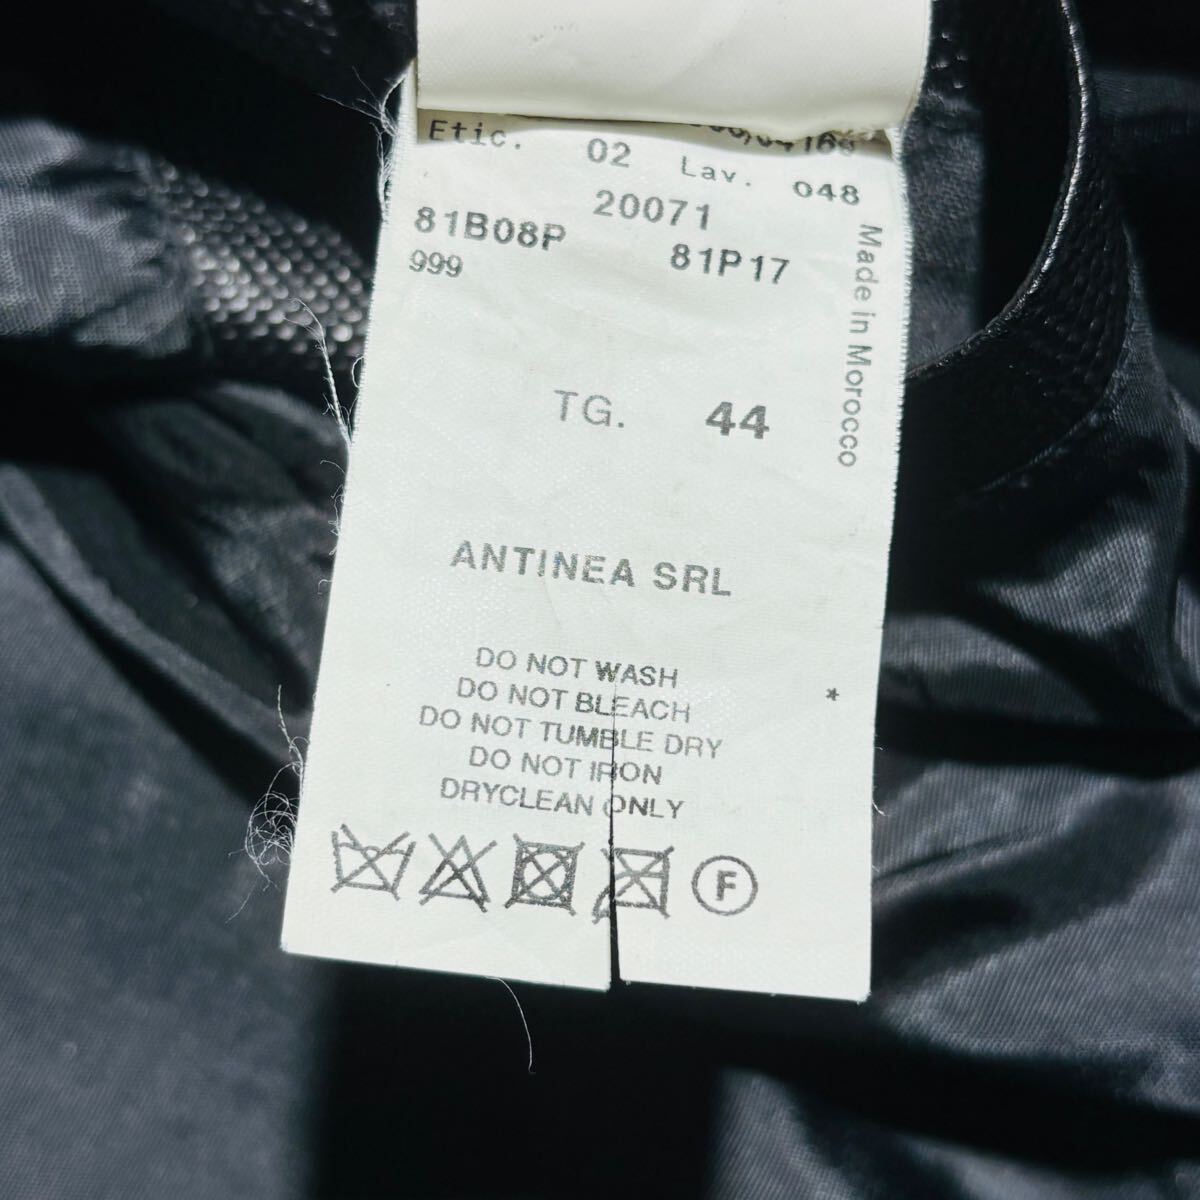 Etic. 02 Lav. 048
20071
81B08P 81P17
999
Made in Morocco
TG. 44
ANTINEA SRL
DO NOT WASH
DO NOT BLEACH
DO NOT TUMBLE DRY
DO NOT IRON
DRYCLEAN ONLY
*
F